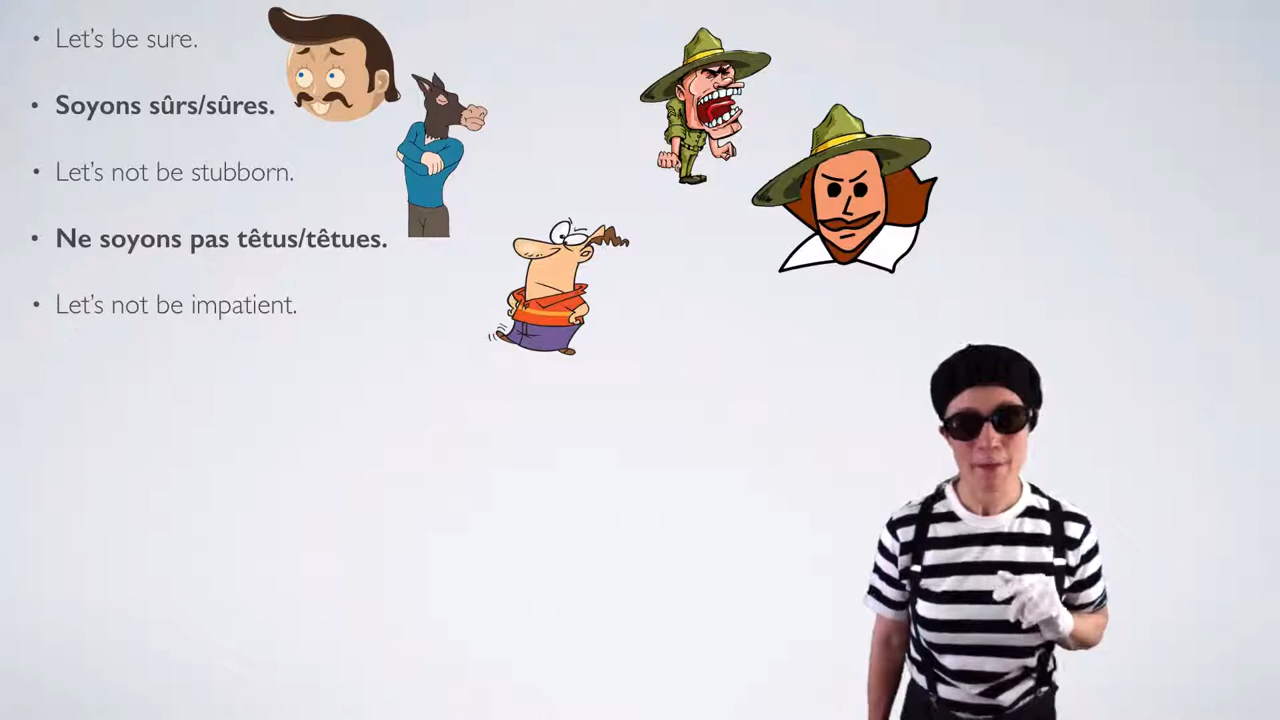 Let's be sure.
Soyons sûrs/sûres.
Let's not be stubborn.
Ne soyons pas têtus/têtues.
Let's not be impatient.